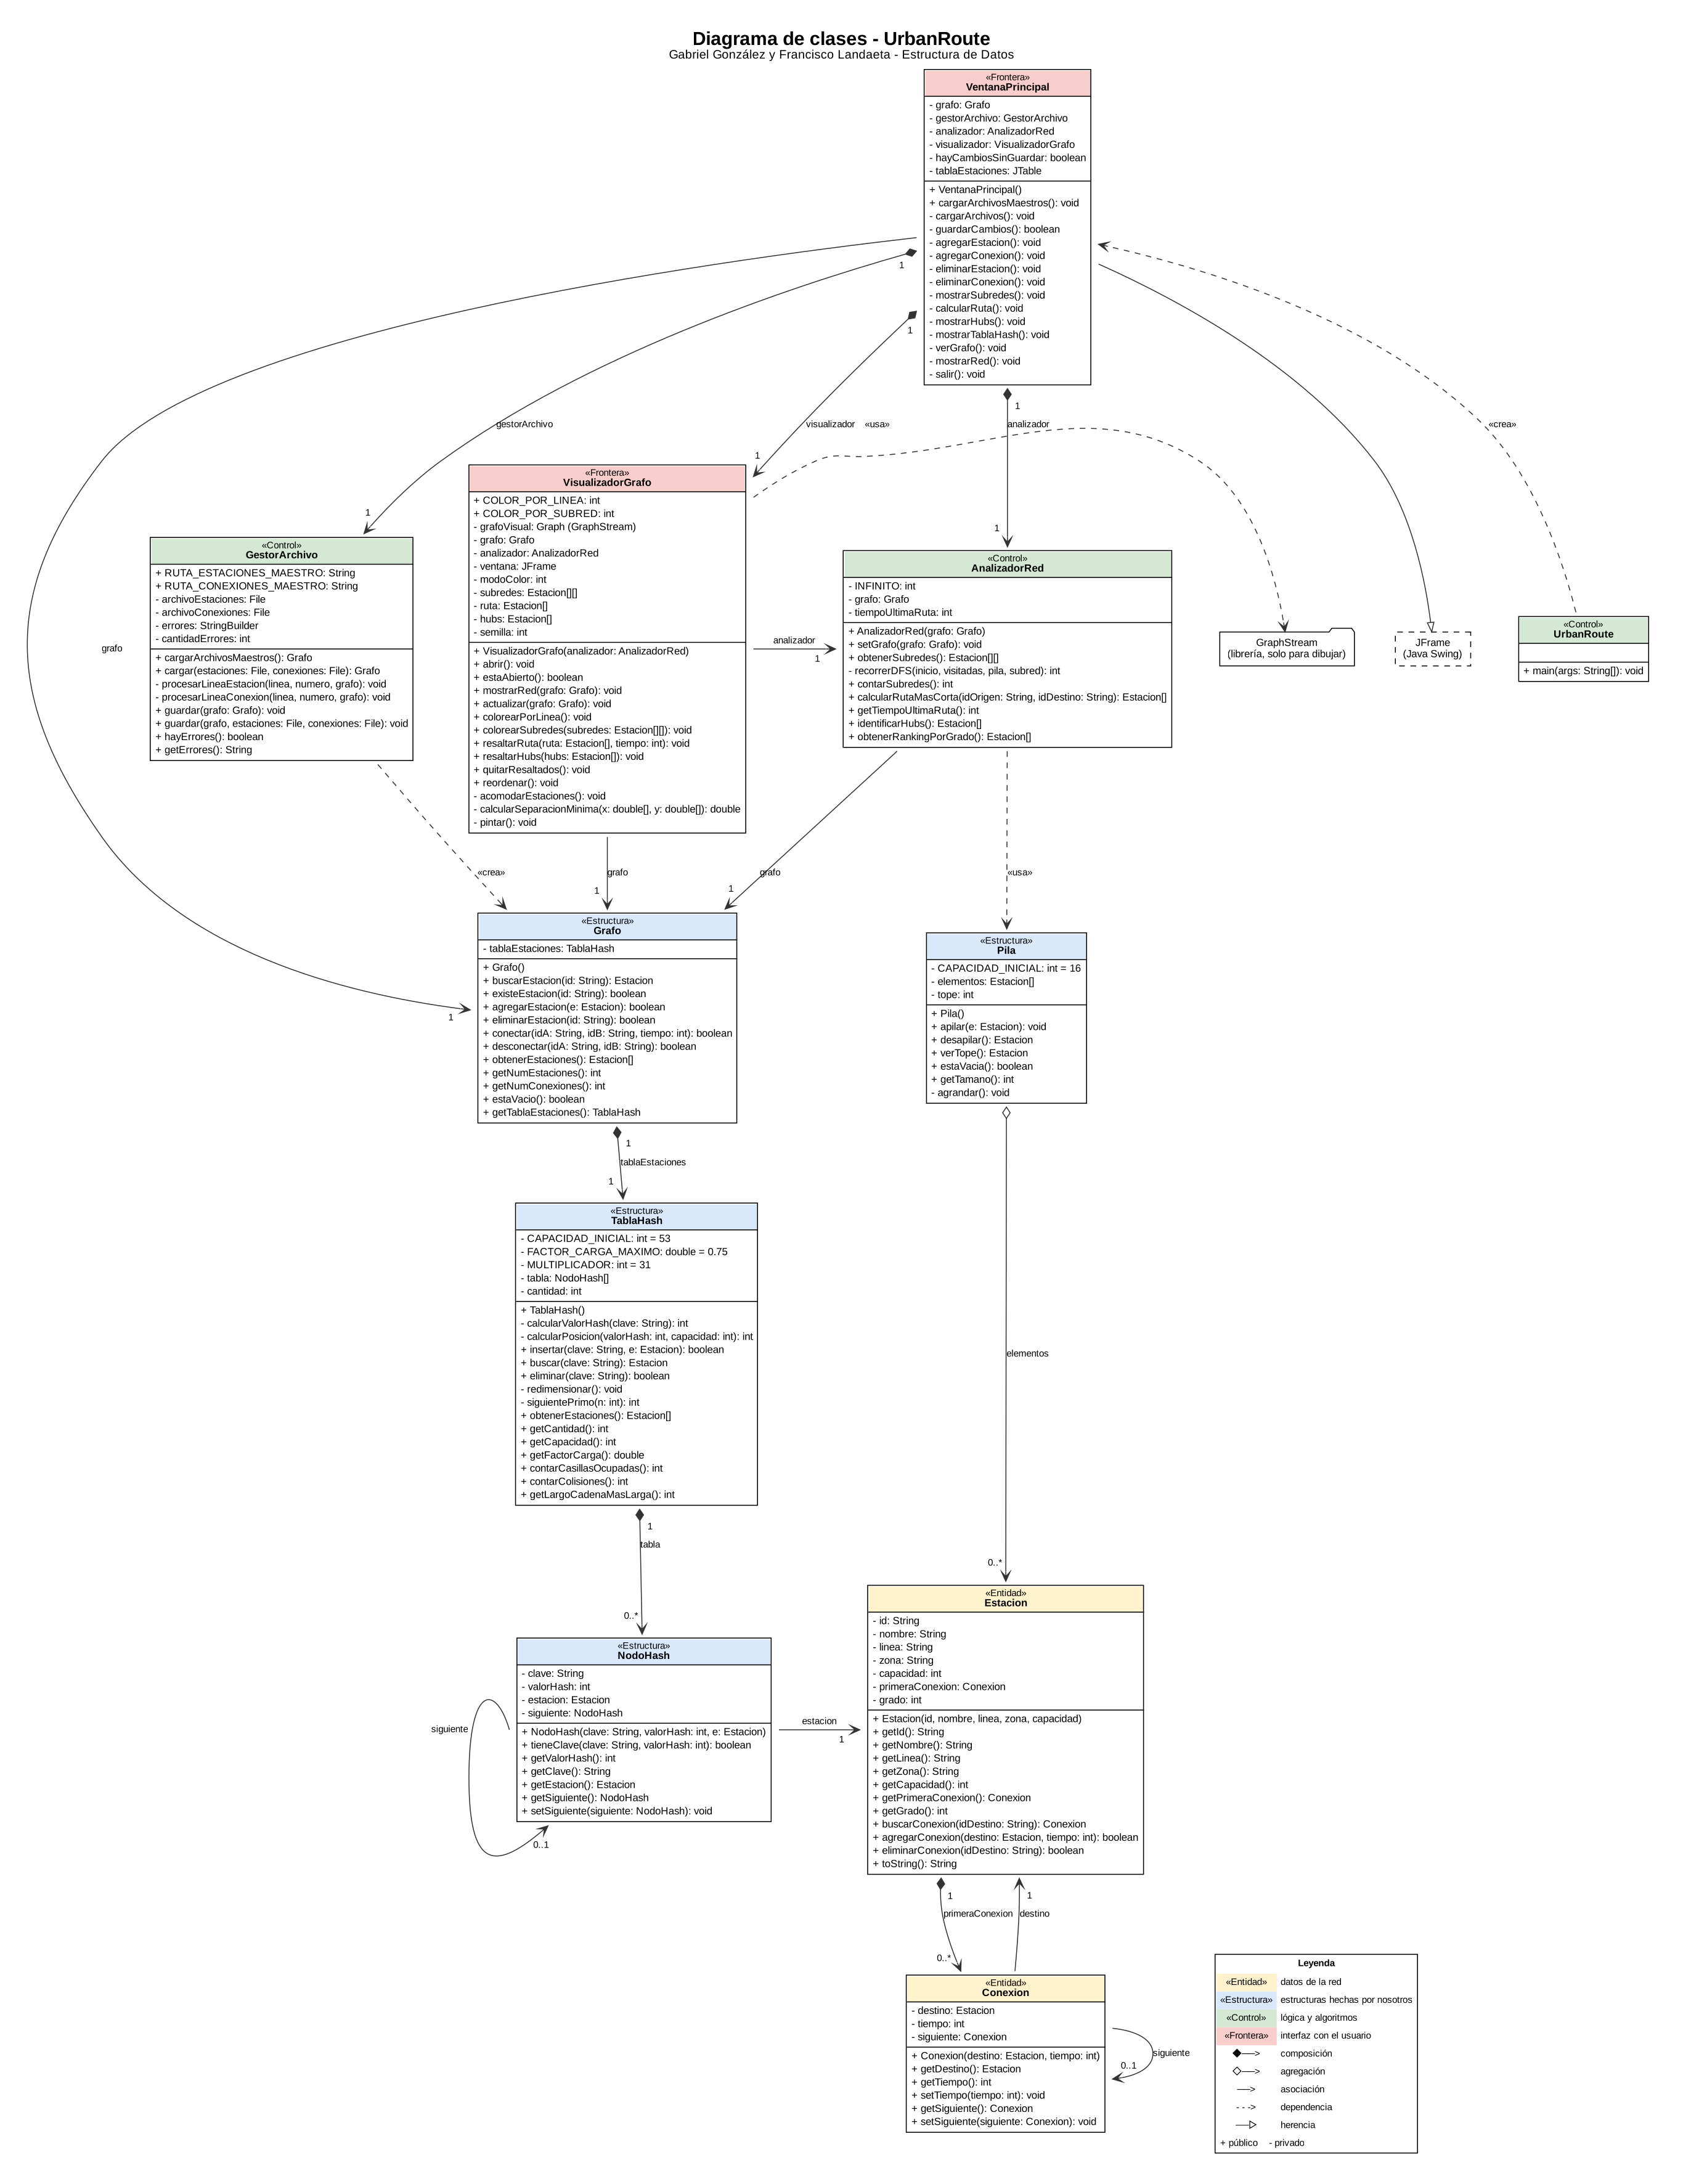 Diagrama de clases - UrbanRoute
Gabriel González y Francisco Landaeta - Estructura de Datos
«Frontera»
VentanaPrincipal
- grafo: Grafo
- gestorArchivo: GestorArchivo
- analizador: AnalizadorRed
- visualizador: VisualizadorGrafo
- hayCambiosSinGuardar: boolean
- tablaEstaciones: JTable
+ VentanaPrincipal()
+ cargarArchivosMaestros(): void
- cargarArchivos(): void
- guardarCambios(): boolean
- agregarEstacion(): void
- agregarConexion(): void
- eliminarEstacion(): void
- eliminarConexion(): void
- mostrarSubredes(): void
- calcularRuta(): void
- mostrarHubs(): void
- mostrarTablaHash(): void
- verGrafo(): void
- mostrarRed(): void
- salir(): void
1
1
1
gestorArchivo
visualizador
«usa»
analizador
«crea»
1
1
1
grafo
«Frontera»
VisualizadorGrafo
+ COLOR_POR_LINEA: int
+ COLOR_POR_SUBRED: int
- grafoVisual: Graph (GraphStream)
- grafo: Grafo
- analizador: AnalizadorRed
- ventana: JFrame
- modoColor: int
- subredes: Estacion[][]
- ruta: Estacion[]
- hubs: Estacion[]
- semilla: int
+ VisualizadorGrafo(analizador: AnalizadorRed)
+ abrir(): void
+ estaAbierto(): boolean
+ mostrarRed(grafo: Grafo): void
+ actualizar(grafo: Grafo): void
+ colorearPorLinea(): void
+ colorearSubredes(subredes: Estacion[][]): void
+ resaltarRuta(ruta: Estacion[], tiempo: int): void
+ resaltarHubs(hubs: Estacion[]): void
+ quitarResaltados(): void
+ reordenar(): void
- acomodarEstaciones(): void
- calcularSeparacionMinima(x: double[], y: double[]): double
- pintar(): void
«Control»
GestorArchivo
+ RUTA_ESTACIONES_MAESTRO: String
+ RUTA_CONEXIONES_MAESTRO: String
- archivoEstaciones: File
- archivoConexiones: File
- errores: StringBuilder
- cantidadErrores: int
+ cargarArchivosMaestros(): Grafo
+ cargar(estaciones: File, conexiones: File): Grafo
- procesarLineaEstacion(linea, numero, grafo): void
- procesarLineaConexion(linea, numero, grafo): void
+ guardar(grafo: Grafo): void
+ guardar(grafo, estaciones: File, conexiones: File): void
+ hayErrores(): boolean
+ getErrores(): String
analizador
1
«Control»
AnalizadorRed
- INFINITO: int
- grafo: Grafo
- tiempoUltimaRuta: int
+ AnalizadorRed(grafo: Grafo)
+ setGrafo(grafo: Grafo): void
+ obtenerSubredes(): Estacion[][]
- recorrerDFS(inicio, visitadas, pila, subred): int
+ contarSubredes(): int
+ calcularRutaMasCorta(idOrigen: String, idDestino: String): Estacion[]
+ getTiempoUltimaRuta(): int
+ identificarHubs(): Estacion[]
+ obtenerRankingPorGrado(): Estacion[]
GraphStream
(librería, solo para dibujar)
JFrame
(Java Swing)
«Control»
UrbanRoute
+ main(args: String[]): void
«crea»
grafo
grafo
«usa»
1
1
1
«Estructura»
Grafo
- tablaEstaciones: TablaHash
+ Grafo()
+ buscarEstacion(id: String): Estacion
+ existeEstacion(id: String): boolean
+ agregarEstacion(e: Estacion): boolean
+ eliminarEstacion(id: String): boolean
+ conectar(idA: String, idB: String, tiempo: int): boolean
+ desconectar(idA: String, idB: String): boolean
+ obtenerEstaciones(): Estacion[]
+ getNumEstaciones(): int
+ getNumConexiones(): int
+ estaVacio(): boolean
+ getTablaEstaciones(): TablaHash
«Estructura»
Pila
- CAPACIDAD_INICIAL: int = 16
- elementos: Estacion[]
- tope: int
+ Pila()
+ apilar(e: Estacion): void
+ desapilar(): Estacion
+ verTope(): Estacion
+ estaVacia(): boolean
+ getTamano(): int
- agrandar(): void
1
tablaEstaciones
1
«Estructura»
TablaHash
- CAPACIDAD_INICIAL: int = 53
- FACTOR_CARGA_MAXIMO: double = 0.75
- MULTIPLICADOR: int = 31
- tabla: NodoHash[]
- cantidad: int
+ TablaHash()
- calcularValorHash(clave: String): int
- calcularPosicion(valorHash: int, capacidad: int): int
+ insertar(clave: String, e: Estacion): boolean
+ buscar(clave: String): Estacion
+ eliminar(clave: String): boolean
- redimensionar(): void
- siguientePrimo(n: int): int
+ obtenerEstaciones(): Estacion[]
+ getCantidad(): int
+ getCapacidad(): int
+ getFactorCarga(): double
+ contarCasillasOcupadas(): int
+ contarColisiones(): int
+ getLargoCadenaMasLarga(): int
elementos
1
tabla
0..*
0..*
«Estructura»
NodoHash
- clave: String
- valorHash: int
- estacion: Estacion
- siguiente: NodoHash
+ NodoHash(clave: String, valorHash: int, e: Estacion)
+ tieneClave(clave: String, valorHash: int): boolean
+ getValorHash(): int
+ getClave(): String
+ getEstacion(): Estacion
+ getSiguiente(): NodoHash
+ setSiguiente(siguiente: NodoHash): void
siguiente
0..1
estacion
1
«Entidad»
Estacion
- id: String
- nombre: String
- linea: String
- zona: String
- capacidad: int
- primeraConexion: Conexion
- grado: int
+ Estacion(id, nombre, linea, zona, capacidad)
+ getId(): String
+ getNombre(): String
+ getLinea(): String
+ getZona(): String
+ getCapacidad(): int
+ getPrimeraConexion(): Conexion
+ getGrado(): int
+ buscarConexion(idDestino: String): Conexion
+ agregarConexion(destino: Estacion, tiempo: int): boolean
+ eliminarConexion(idDestino: String): boolean
+ toString(): String
1
1
primeraConexion
destino
0..*
«Entidad»
Conexion
- destino: Estacion
- tiempo: int
- siguiente: Conexion
+ Conexion(destino: Estacion, tiempo: int)
+ getDestino(): Estacion
+ getTiempo(): int
+ setTiempo(tiempo: int): void
+ getSiguiente(): Conexion
+ setSiguiente(siguiente: Conexion): void
siguiente
0..1
Leyenda
«Entidad» datos de la red
«Estructura» estructuras hechas por nosotros
«Control» lógica y algoritmos
«Frontera» interfaz con el usuario
◆──> composición
◇──> agregación
──> asociación
- - -> dependencia
──▷ herencia
+ público - privado